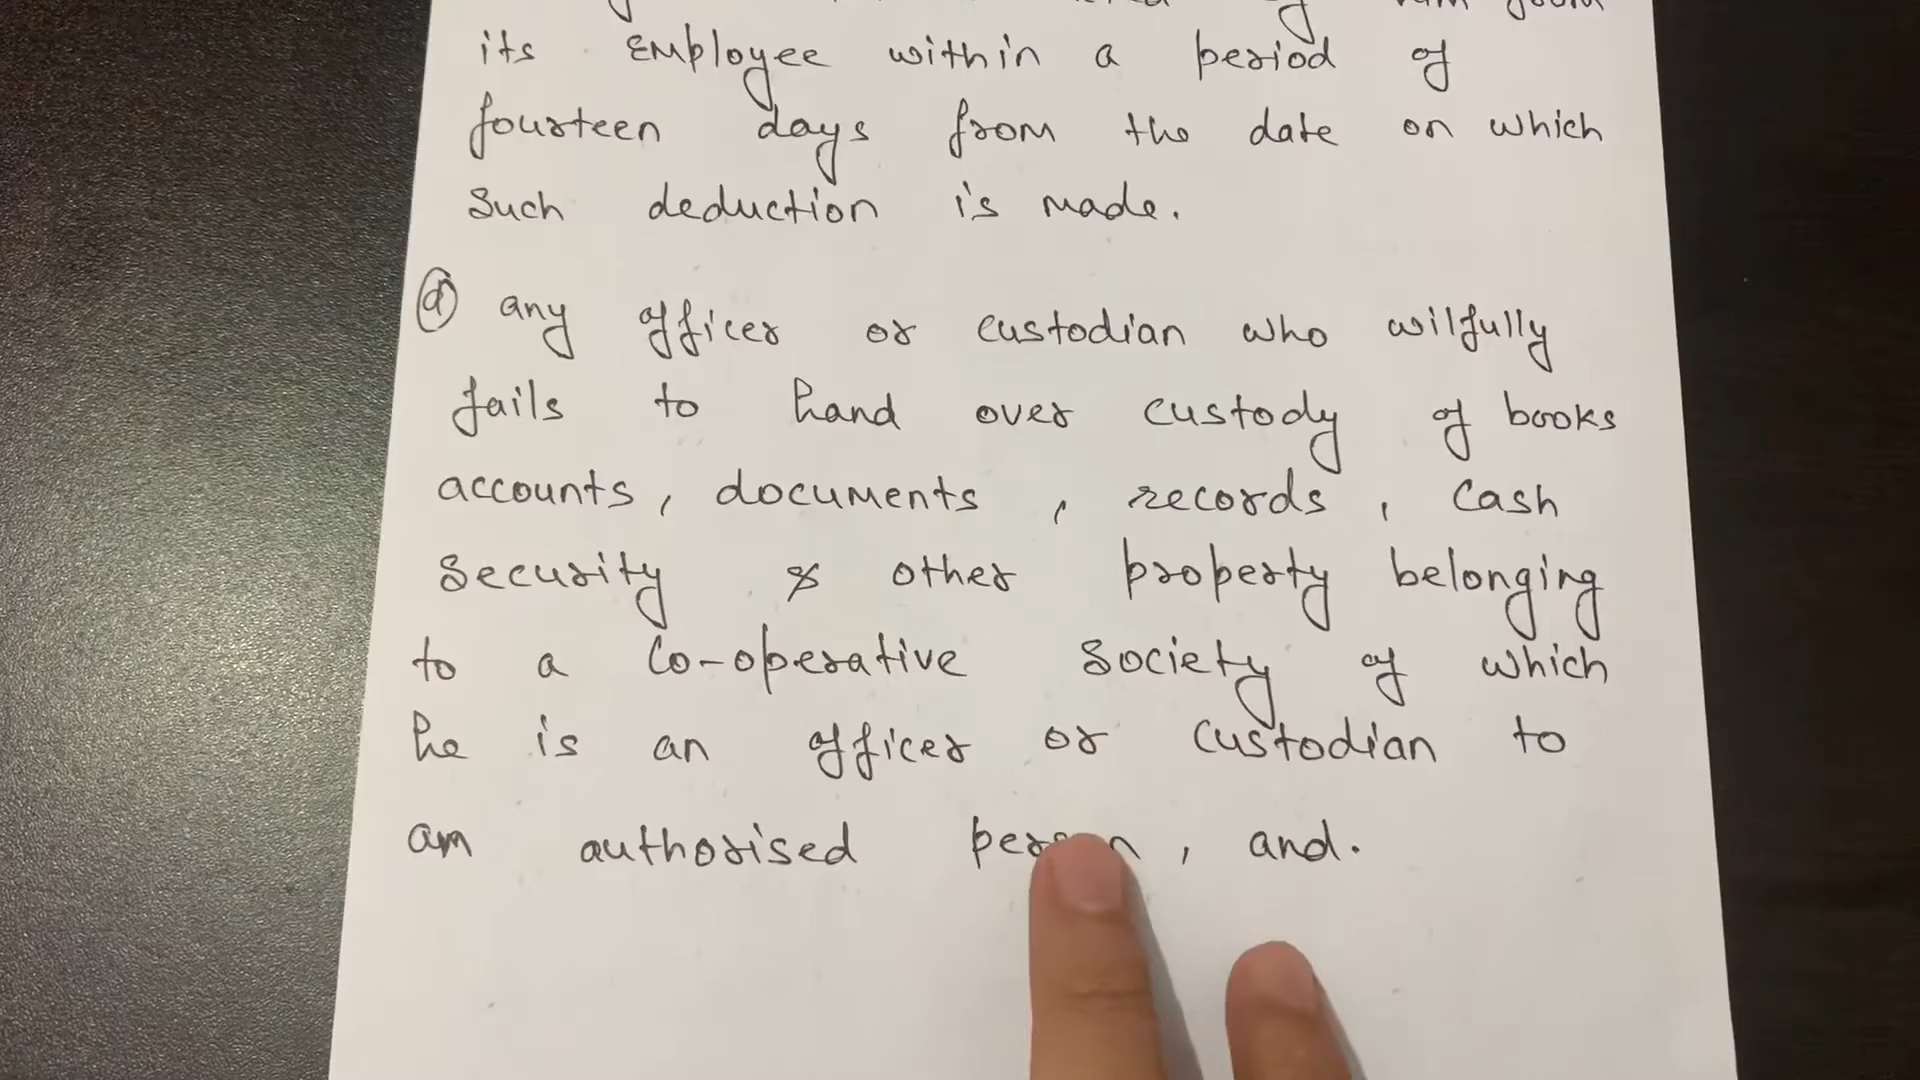 its Employee within a period of
fourteen days from the date on which
Such deduction is made.
(d) any officer or custodian who wilfully
fails to hand over custody of books
accounts, documents, records, cash
Security & other property belonging
to a Co-operative Society of which
he is an officer or custodian to
an authorised person, and.